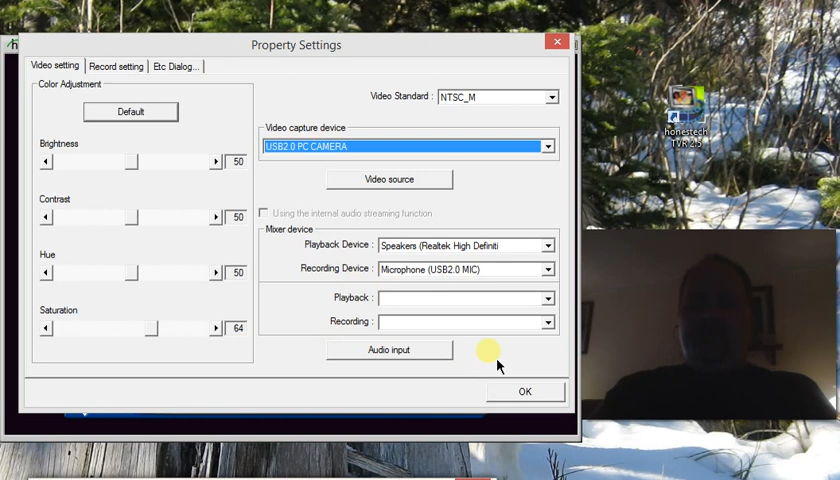 Property Settings
Video setting
Record setting
Etc Dialog...
Color Adjustment
Default
Brightness
50
Contrast
50
Hue
50
Saturation
64
Video Standard : NTSC_M
Video capture device
USB2.0 PC CAMERA
Video source
Using the internal audio streaming function
Mixer device
Playback Device : Speakers (Realtek High Definiti
Recording Device : Microphone (USB2.0 MIC)
Playback :
Recording :
Audio input
OK
honestech
TVR 2.5